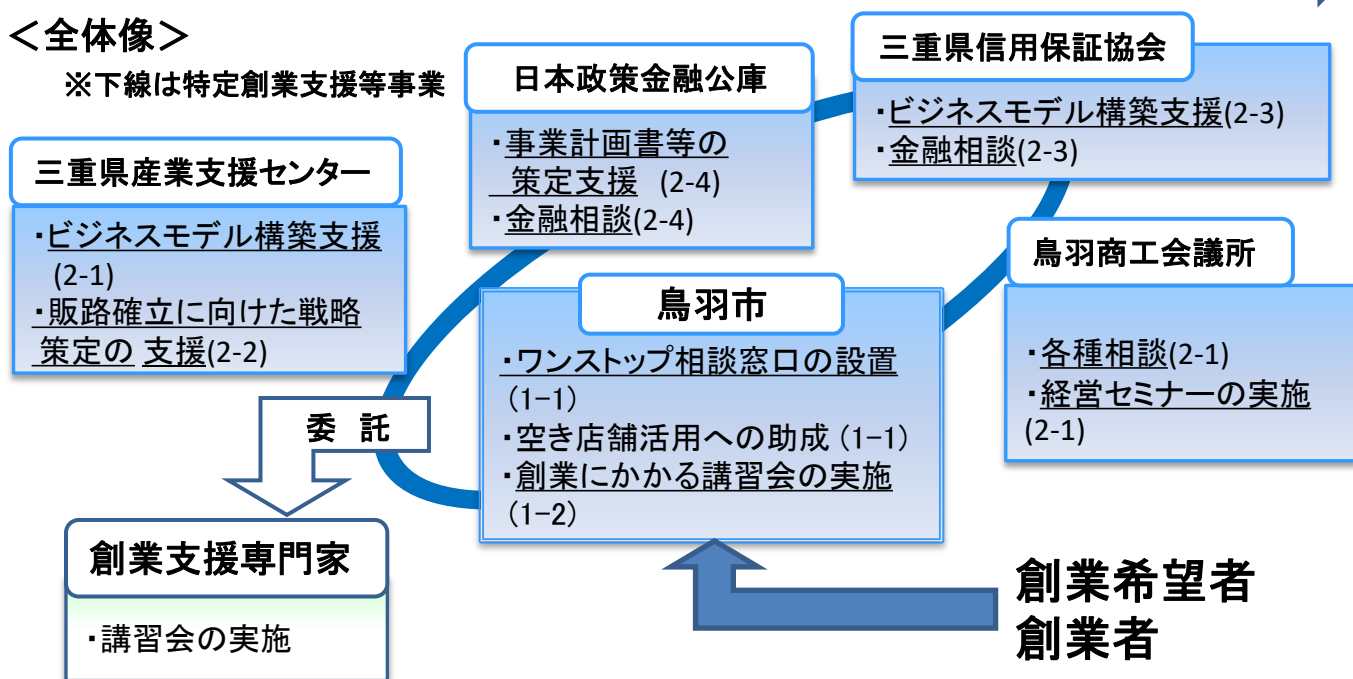 ＜全体像＞
※下線は特定創業支援等事業
三重県産業支援センター
・ビジネスモデル構築支援
(2-1)
・販路確立に向けた戦略
策定の 支援(2-2)
日本政策金融公庫
・事業計画書等の
策定支援 (2-4)
・金融相談(2-4)
三重県信用保証協会
・ビジネスモデル構築支援(2-3)
・金融相談(2-3)
鳥羽商工会議所
・各種相談(2-1)
・経営セミナーの実施
(2-1)
鳥羽市
・ワンストップ相談窓口の設置
(1-1)
・空き店舗活用への助成 (1-1)
・創業にかかる講習会の実施
(1-2)
委 託
創業支援専門家
・講習会の実施
創業希望者
創業者